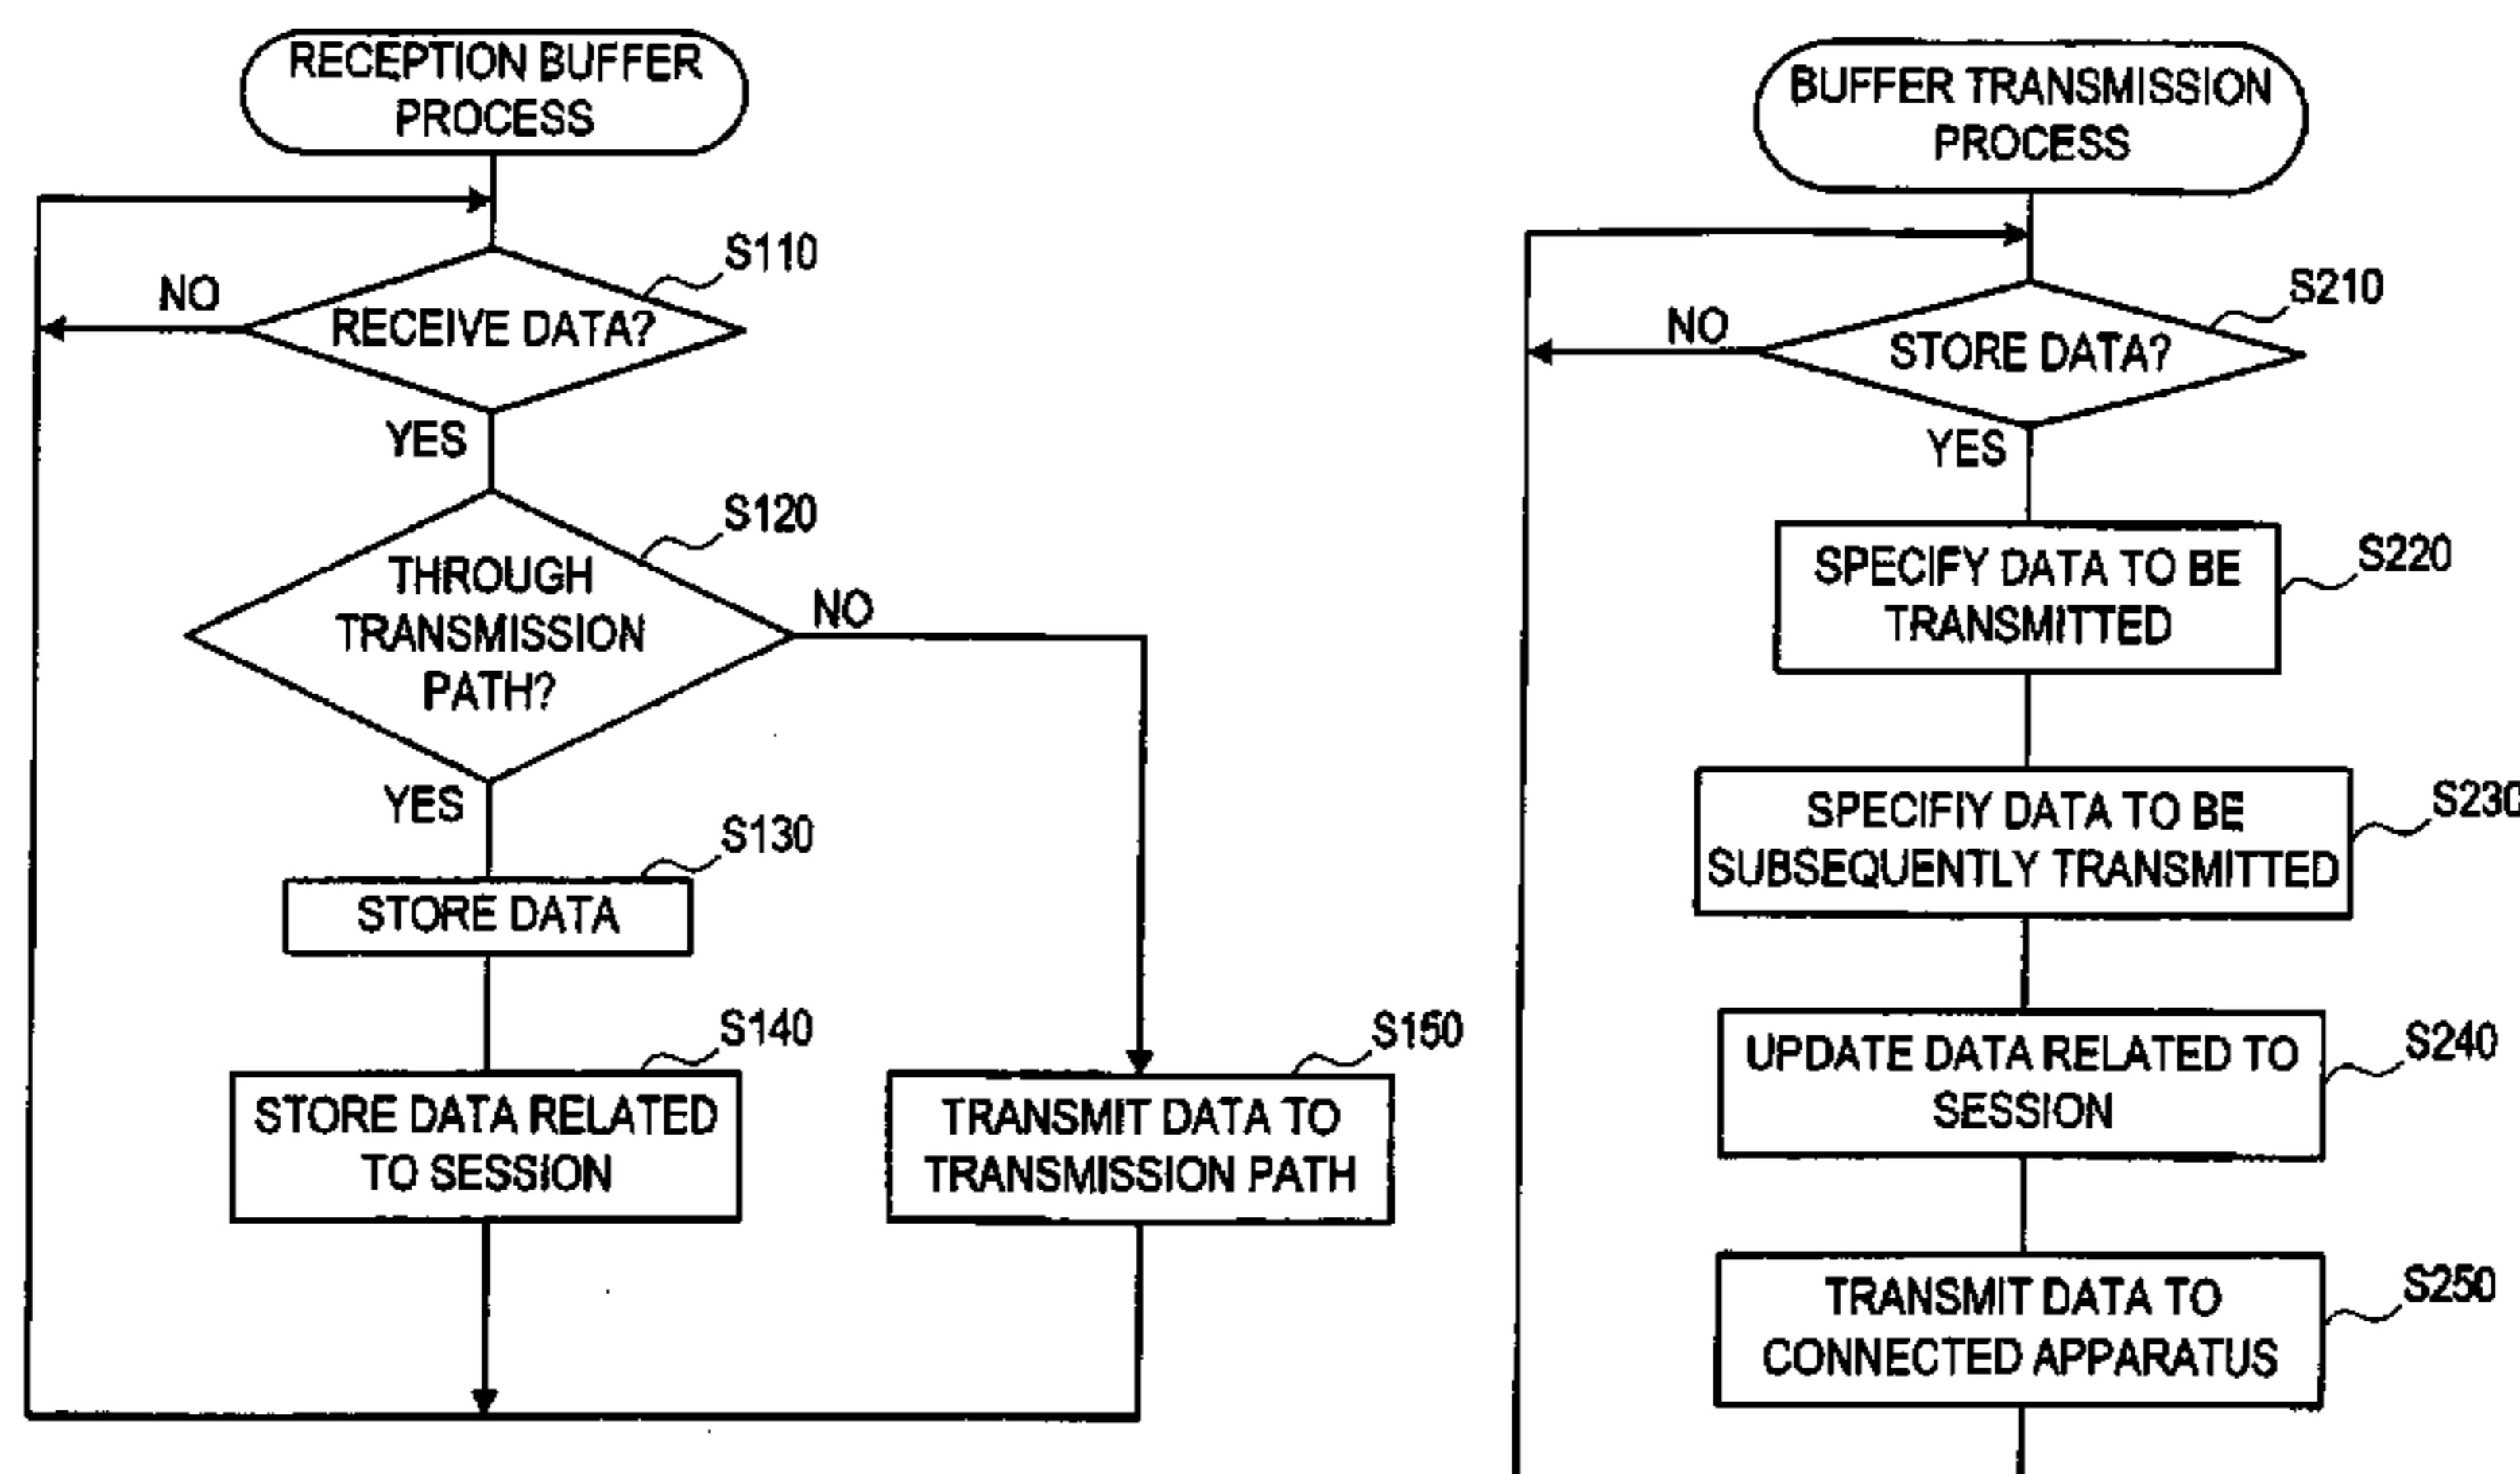 RECEPTION BUFFER
PROCESS
S110
NO
RECEIVE DATA?
YES
S120
THROUGH
TRANSMISSION
PATH?
NO
YES
S130
STORE DATA
S140
STORE DATA RELATED
TO SESSION
S150
TRANSMIT DATA TO
TRANSMISSION PATH
BUFFER TRANSMISSION
PROCESS
S210
NO
STORE DATA?
YES
S220
SPECIFY DATA TO BE
TRANSMITTED
S230
SPECIFIY DATA TO BE
SUBSEQUENTLY TRANSMITTED
S240
UPDATE DATA RELATED TO
SESSION
S250
TRANSMIT DATA TO
CONNECTED APPARATUS